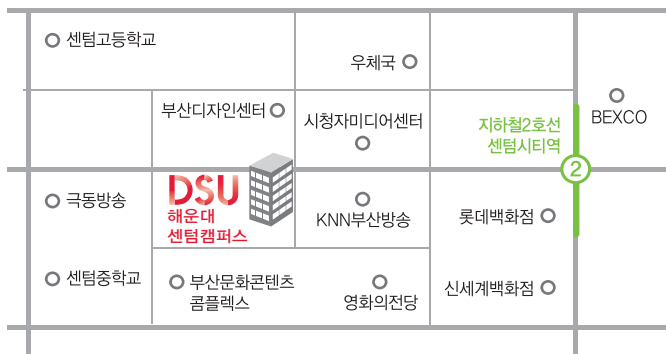 센텀고등학교
우체국
BEXCO
부산디자인센터
시청자미디어센터
지하철2호선
센텀시티역
2
DSU
해운대
센텀캠퍼스
극동방송
KNN부산방송
롯데백화점
센텀중학교
부산문화콘텐츠
콤플렉스
영화의전당
신세계백화점